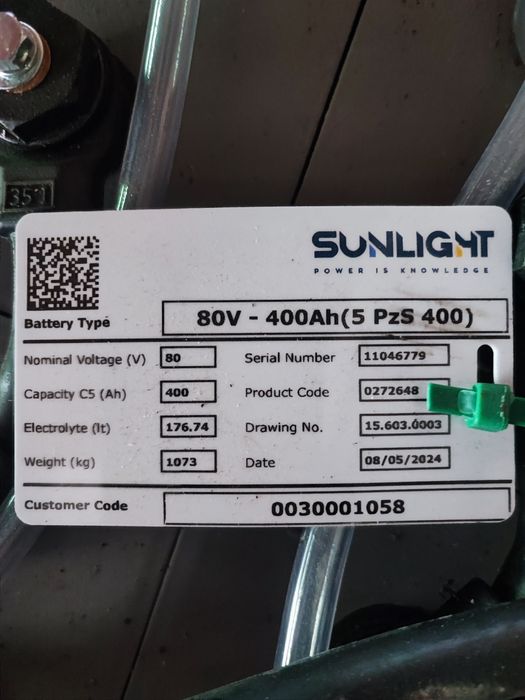 SUNLIGHT
POWER IS KNOWLEDGE
Battery Type 80V - 400Ah(5 PzS 400)
Nominal Voltage (V) 80 Serial Number 11046779
Capacity C5 (Ah) 400 Product Code 0272648
Electrolyte (lt) 176.74 Drawing No. 15.603.0003
Weight (kg) 1073 Date 08/05/2024
Customer Code 0030001058